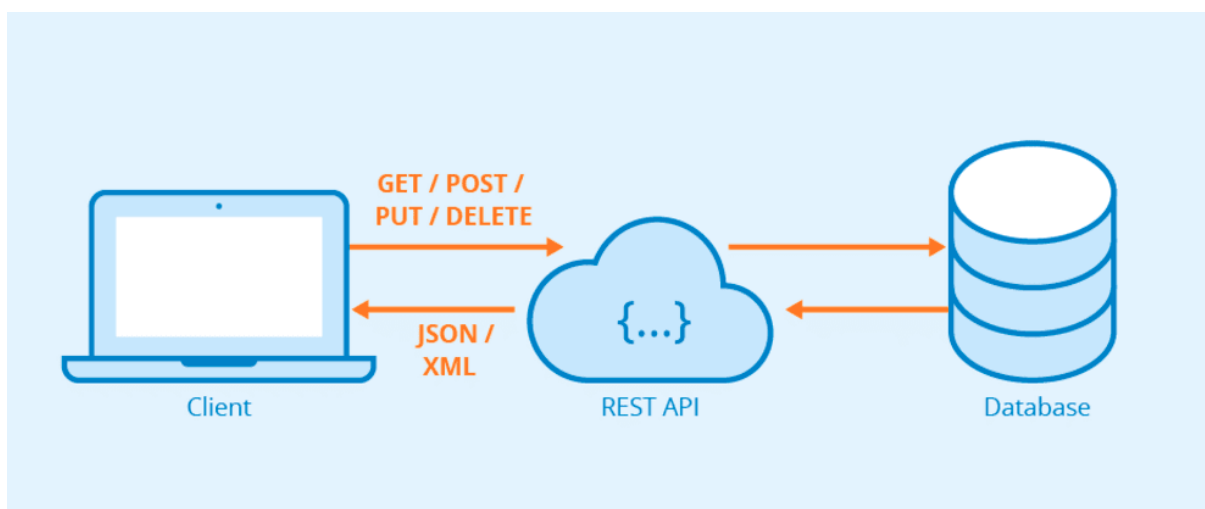 GET / POST /
PUT / DELETE
{...}
JSON /
XML
Client
REST API
Database